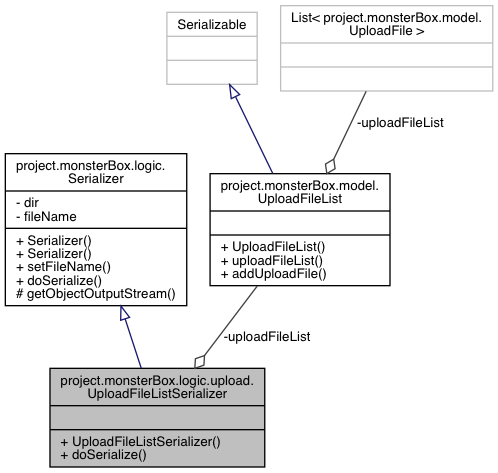 Serializable
List< project.monsterBox.model.
UploadFile >
-uploadFileList
project.monsterBox.logic.
Serializer
- dir
- fileName
+ Serializer()
+ Serializer()
+ setFileName()
+ doSerialize()
# getObjectOutputStream()
project.monsterBox.model.
UploadFileList
+ UploadFileList()
+ uploadFileList()
+ addUploadFile()
-uploadFileList
project.monsterBox.logic.upload.
UploadFileListSerializer
+ UploadFileListSerializer()
+ doSerialize()